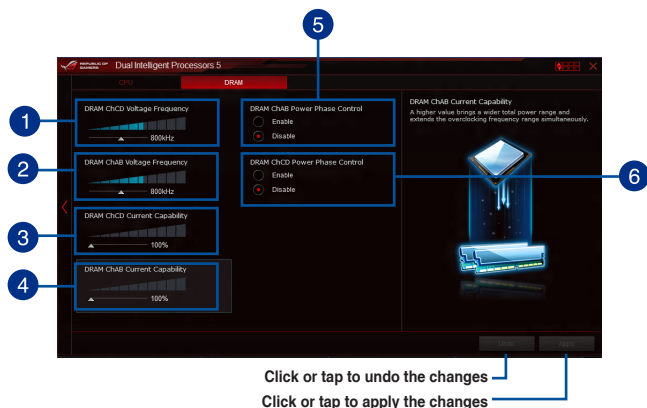 5
REPUBLIC OF
GAMERS
Dual Intelligent Processors 5
CPU
DRAM
1
DRAM ChCD Voltage Frequency
800kHz
DRAM ChAB Power Phase Control
Enable
Disable
DRAM ChAB Current Capability
A higher value brings a wider total power range and
extends the overclocking frequency range simultaneously.
2
DRAM ChAB Voltage Frequency
800kHz
DRAM ChCD Power Phase Control
Enable
Disable
6
3
DRAM ChCD Current Capability
100%
4
DRAM ChAB Current Capability
100%
Undo
Apply
Click or tap to undo the changes
Click or tap to apply the changes